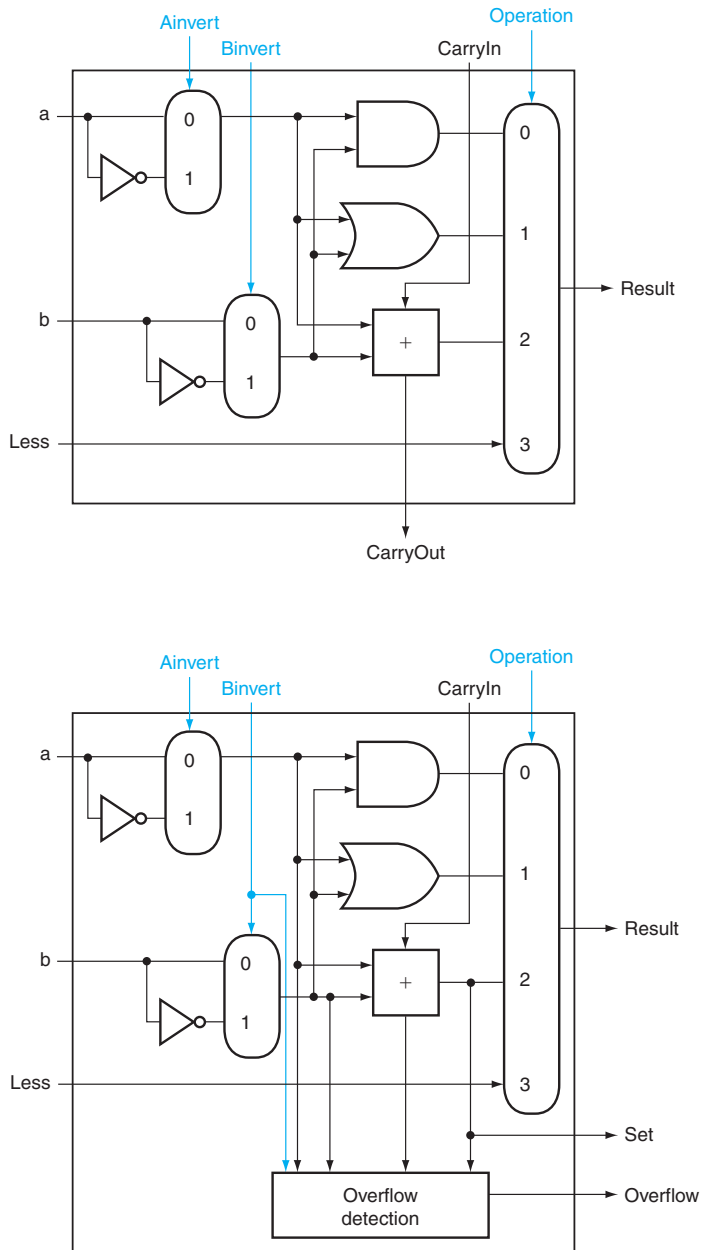 Ainvert
Operation
Binvert
CarryIn
a
0
0
1
1
Result
b
0
+
2
1
Less
3
CarryOut
Operation
Ainvert
Binvert
CarryIn
a
0
0
1
1
Result
b
0
+
2
1
Less
3
Set
Overflow
detection
Overflow